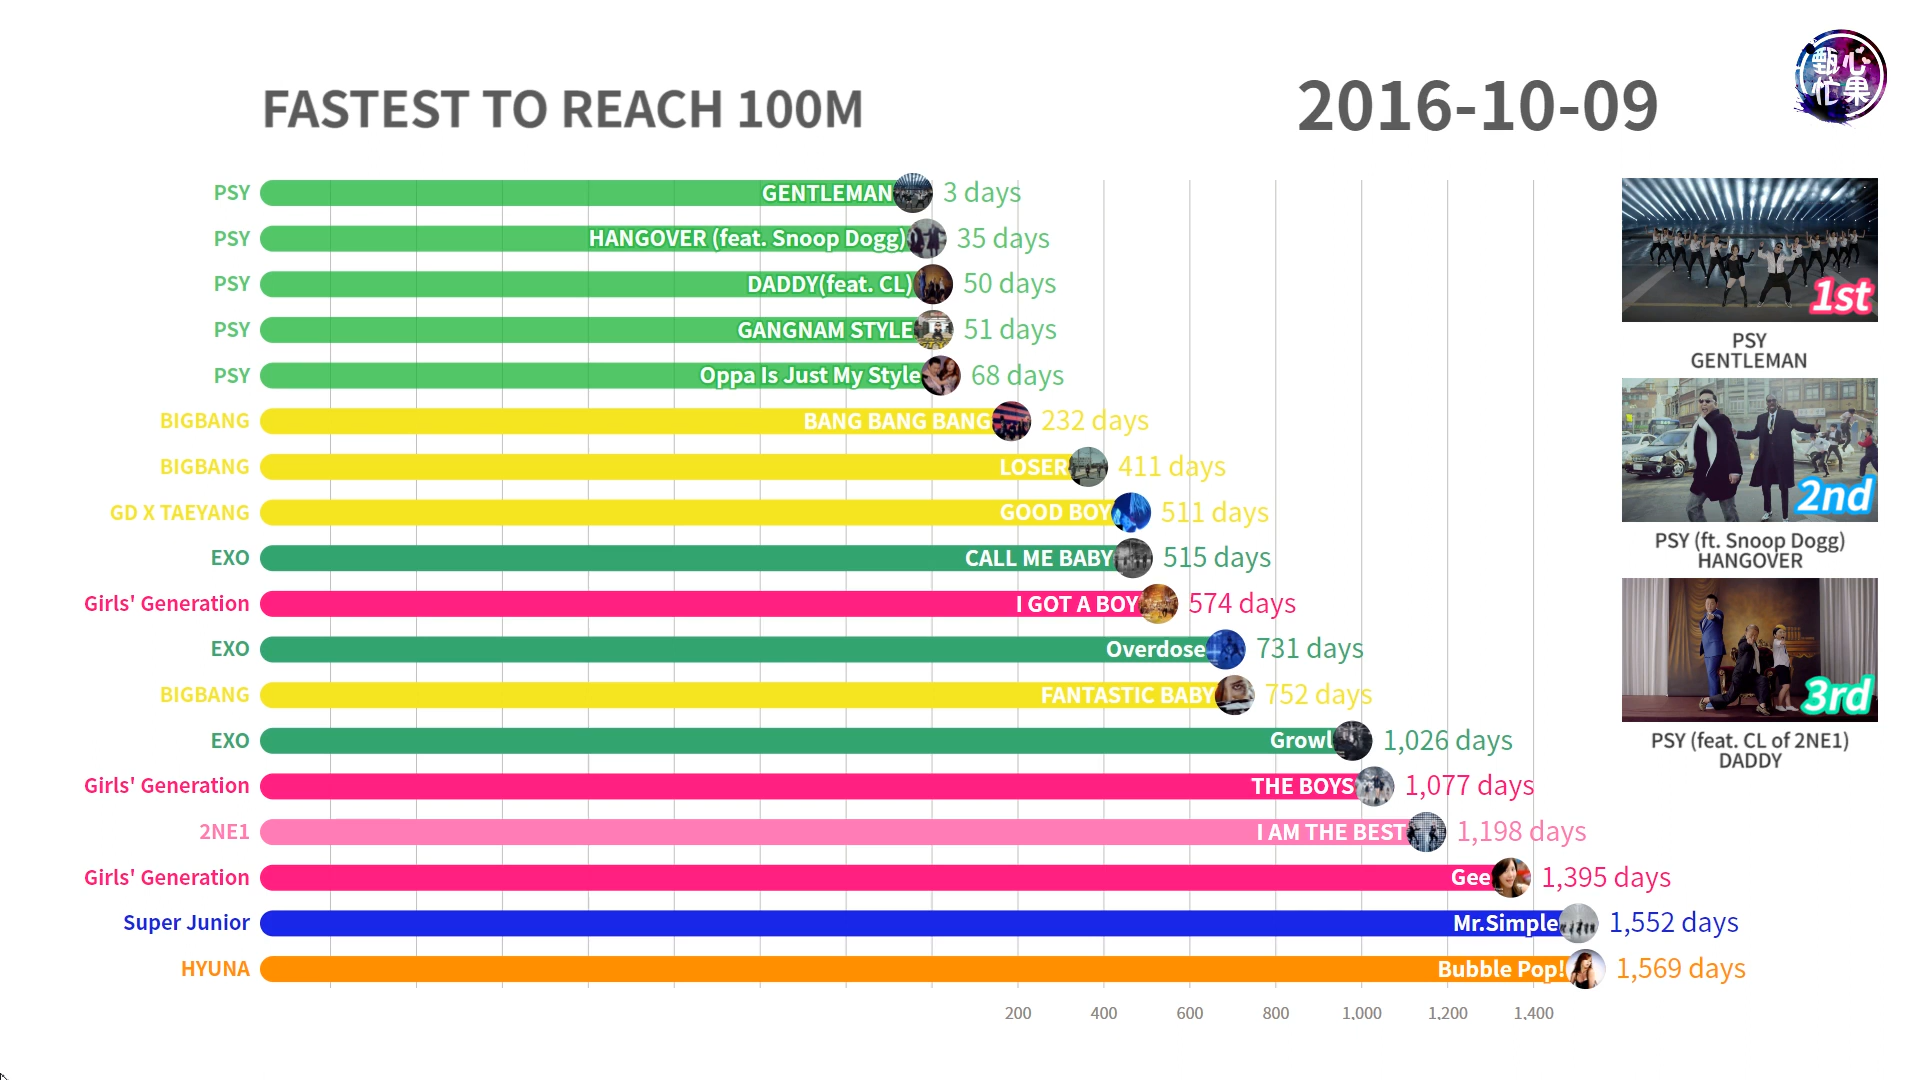 FASTEST TO REACH 100M
2016-10-09
甄心
忙果
PSY GENTLEMAN 3 days
PSY HANGOVER (feat. Snoop Dogg) 35 days
PSY DADDY(feat. CL) 50 days
PSY GANGNAM STYLE 51 days
PSY Oppa Is Just My Style 68 days
BIGBANG BANG BANG BANG 232 days
BIGBANG LOSER 411 days
GD X TAEYANG GOOD BOY 511 days
EXO CALL ME BABY 515 days
Girls' Generation I GOT A BOY 574 days
EXO Overdose 731 days
BIGBANG FANTASTIC BABY 752 days
EXO Growl 1,026 days
Girls' Generation THE BOYS 1,077 days
2NE1 I AM THE BEST 1,198 days
Girls' Generation Gee 1,395 days
Super Junior Mr.Simple 1,552 days
HYUNA Bubble Pop! 1,569 days
200 400 600 800 1,000 1,200 1,400
1st
PSY
GENTLEMAN
2nd
PSY (ft. Snoop Dogg)
HANGOVER
3rd
PSY (feat. CL of 2NE1)
DADDY